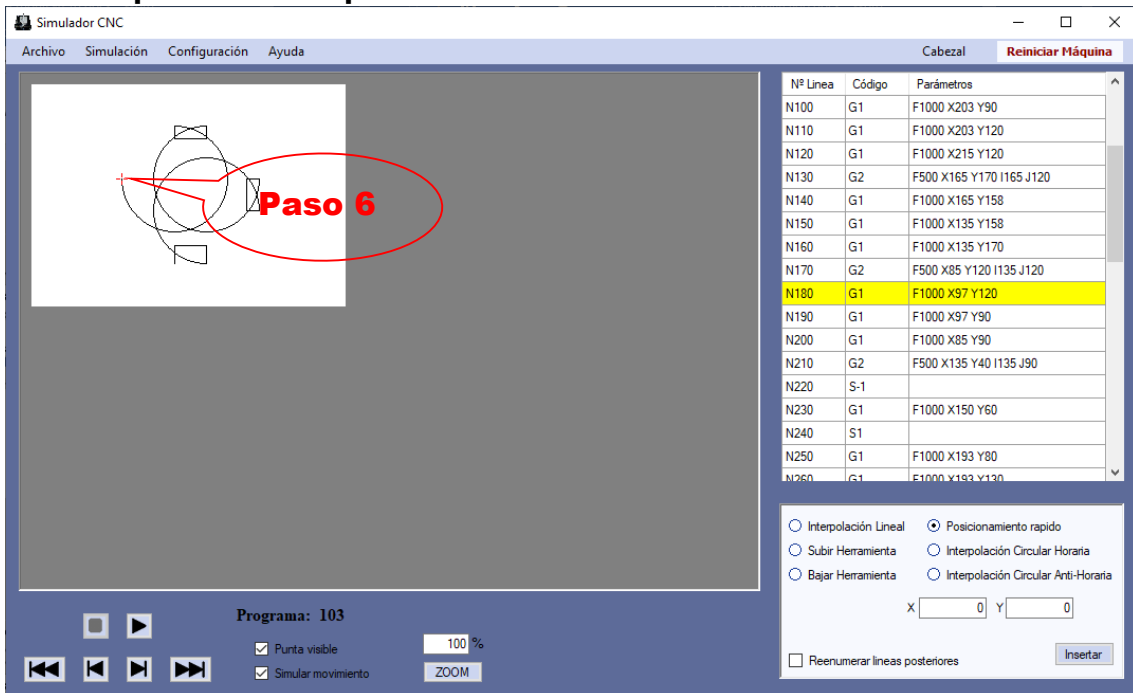 Simulador CNC
Archivo Simulación Configuración Ayuda Cabezal Reiniciar Máquina
Nº Linea Código Parámetros
N100 G1 F1000 X203 Y90
N110 G1 F1000 X203 Y120
N120 G1 F1000 X215 Y120
N130 G2 F500 X165 Y170 I165 J120
N140 G1 F1000 X165 Y158
N150 G1 F1000 X135 Y158
N160 G1 F1000 X135 Y170
N170 G2 F500 X85 Y120 I135 J120
N180 G1 F1000 X97 Y120
N190 G1 F1000 X97 Y90
N200 G1 F1000 X85 Y90
N210 G2 F500 X135 Y40 I135 J90
N220 S-1
N230 G1 F1000 X150 Y60
N240 S1
N250 G1 F1000 X193 Y80
N260 G1 F1000 X193 Y130
Paso 6
Interpolación Lineal Posicionamiento rapido
Subir Herramienta Interpolación Circular Horaria
Bajar Herramienta Interpolación Circular Anti-Horaria
X 0 Y 0
Reenumerar lineas posteriores Insertar
Programa: 103
Punta visible 100 %
Simular movimiento ZOOM